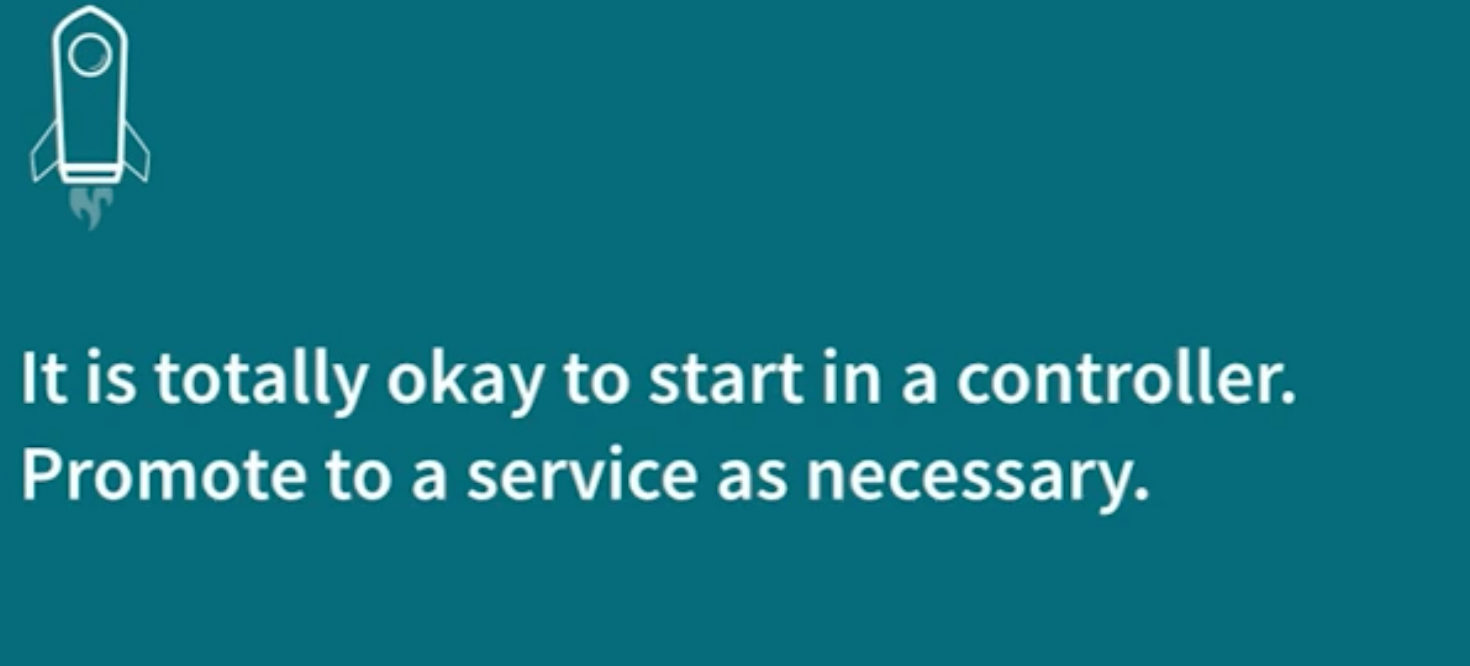 It is totally okay to start in a controller.
Promote to a service as necessary.